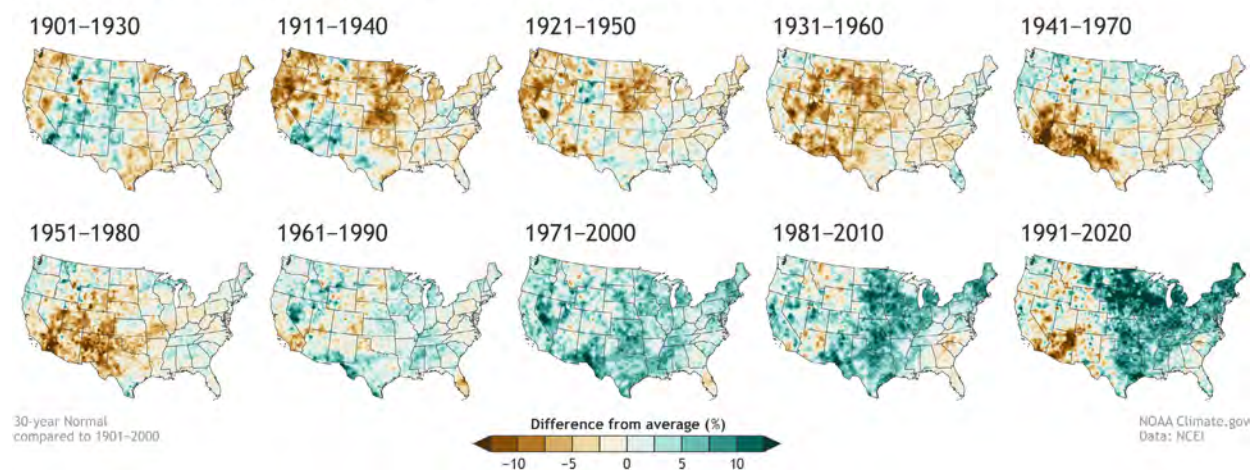 1901–1930
1911–1940
1921–1950
1931–1960
1941–1970
1951–1980
1961–1990
1971–2000
1981–2010
1991–2020
30-year Normal
compared to 1901–2000
Difference from average (%)
-10 -5 0 5 10
NOAA Climate.gov
Data: NCEI